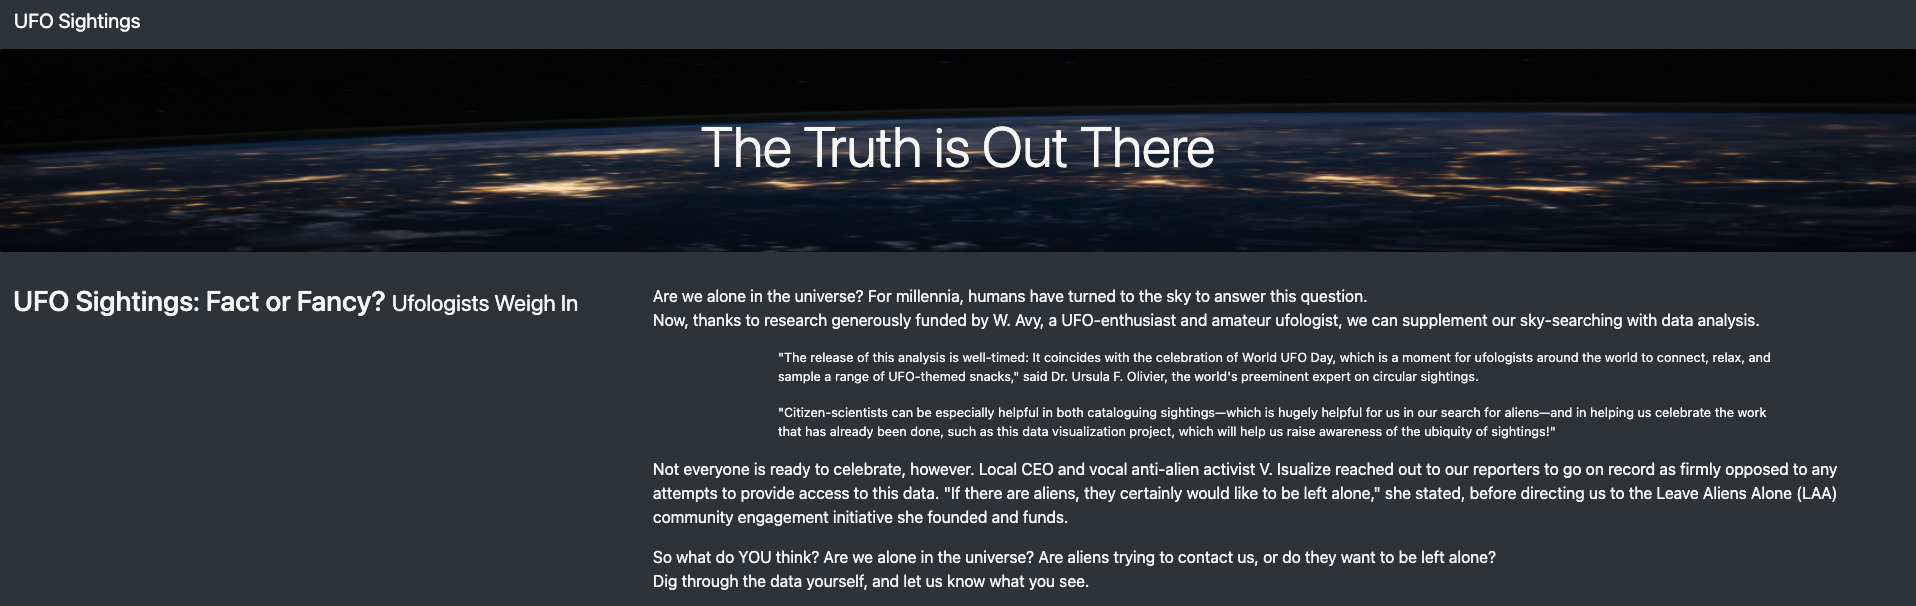 UFO Sightings
The Truth is Out There
UFO Sightings: Fact or Fancy? Ufologists Weigh In
Are we alone in the universe? For millennia, humans have turned to the sky to answer this question.
Now, thanks to research generously funded by W. Avy, a UFO-enthusiast and amateur ufologist, we can supplement our sky-searching with data analysis.
"The release of this analysis is well-timed: It coincides with the celebration of World UFO Day, which is a moment for ufologists around the world to connect, relax, and
sample a range of UFO-themed snacks," said Dr. Ursula F. Olivier, the world's preeminent expert on circular sightings.
"Citizen-scientists can be especially helpful in both cataloguing sightings—which is hugely helpful for us in our search for aliens—and in helping us celebrate the work
that has already been done, such as this data visualization project, which will help us raise awareness of the ubiquity of sightings!"
Not everyone is ready to celebrate, however. Local CEO and vocal anti-alien activist V. Isualize reached out to our reporters to go on record as firmly opposed to any
attempts to provide access to this data. "If there are aliens, they certainly would like to be left alone," she stated, before directing us to the Leave Aliens Alone (LAA)
community engagement initiative she founded and funds.
So what do YOU think? Are we alone in the universe? Are aliens trying to contact us, or do they want to be left alone?
Dig through the data yourself, and let us know what you see.